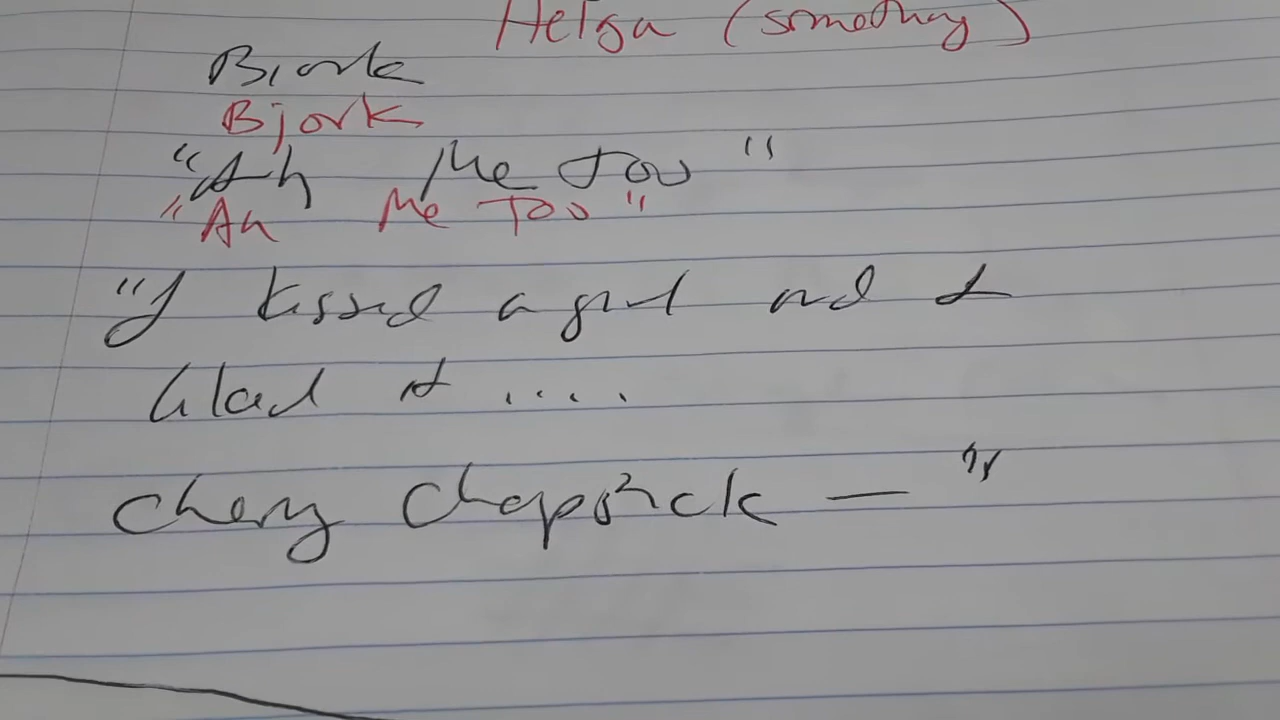 Helga (something)
Biork
Bjork
"Ah Me Too"
"Ah Me Too"
"I kissed a girl and I
liked it ....
cherry chapstick — "